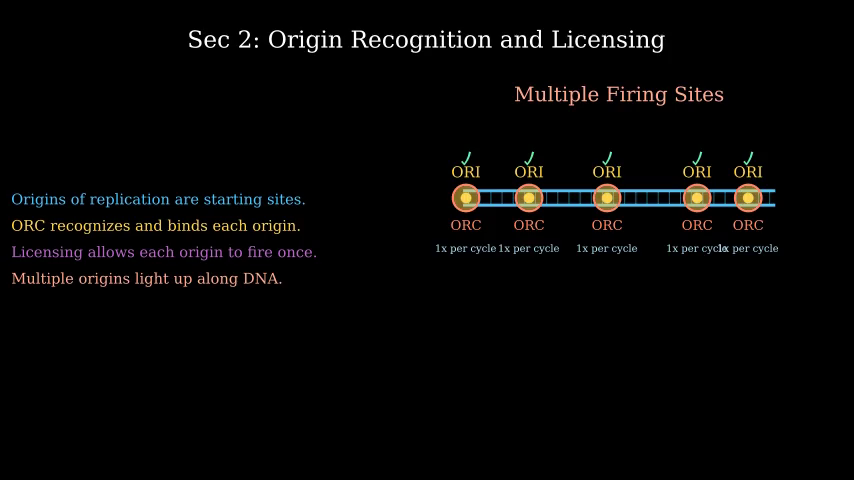 Sec 2: Origin Recognition and Licensing
Multiple Firing Sites
Origins of replication are starting sites.
ORC recognizes and binds each origin.
Licensing allows each origin to fire once.
Multiple origins light up along DNA.
ORI ORI ORI ORI ORI
ORC ORC ORC ORC ORC
1x per cycle 1x per cycle 1x per cycle 1x per cycle 1x per cycle